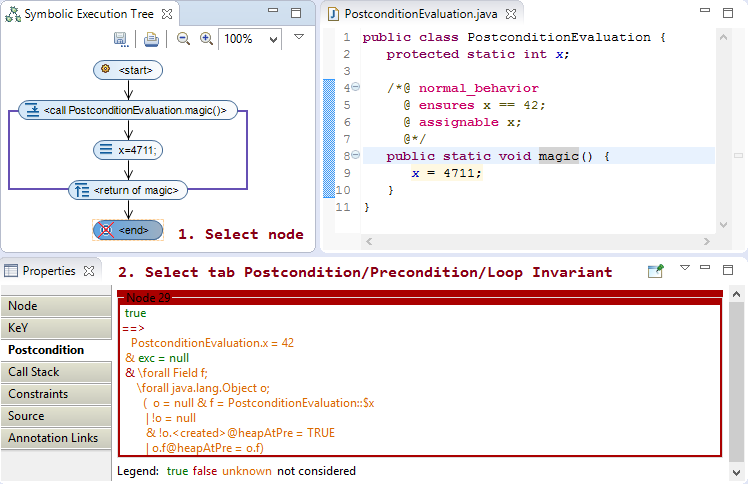 Symbolic Execution Tree
100%
<start>
<call PostconditionEvaluation.magic()>
x=4711;
<return of magic>
<end>
1. Select node
PostconditionEvaluation.java
1 public class PostconditionEvaluation {
2 protected static int x;
3
4 /*@ normal_behavior
5 @ ensures x == 42;
6 @ assignable x;
7 @*/
8 public static void magic() {
9 x = 4711;
10 }
11 }
Properties
2. Select tab Postcondition/Precondition/Loop Invariant
Node
KeY
Postcondition
Call Stack
Constraints
Source
Annotation Links
Node 29
true
==>
PostconditionEvaluation.x = 42
& exc = null
& \forall Field f;
\forall java.lang.Object o;
( o = null & f = PostconditionEvaluation::$x
| !o = null
& !o.<created>@heapAtPre = TRUE
| o.f@heapAtPre = o.f)
Legend: true false unknown not considered